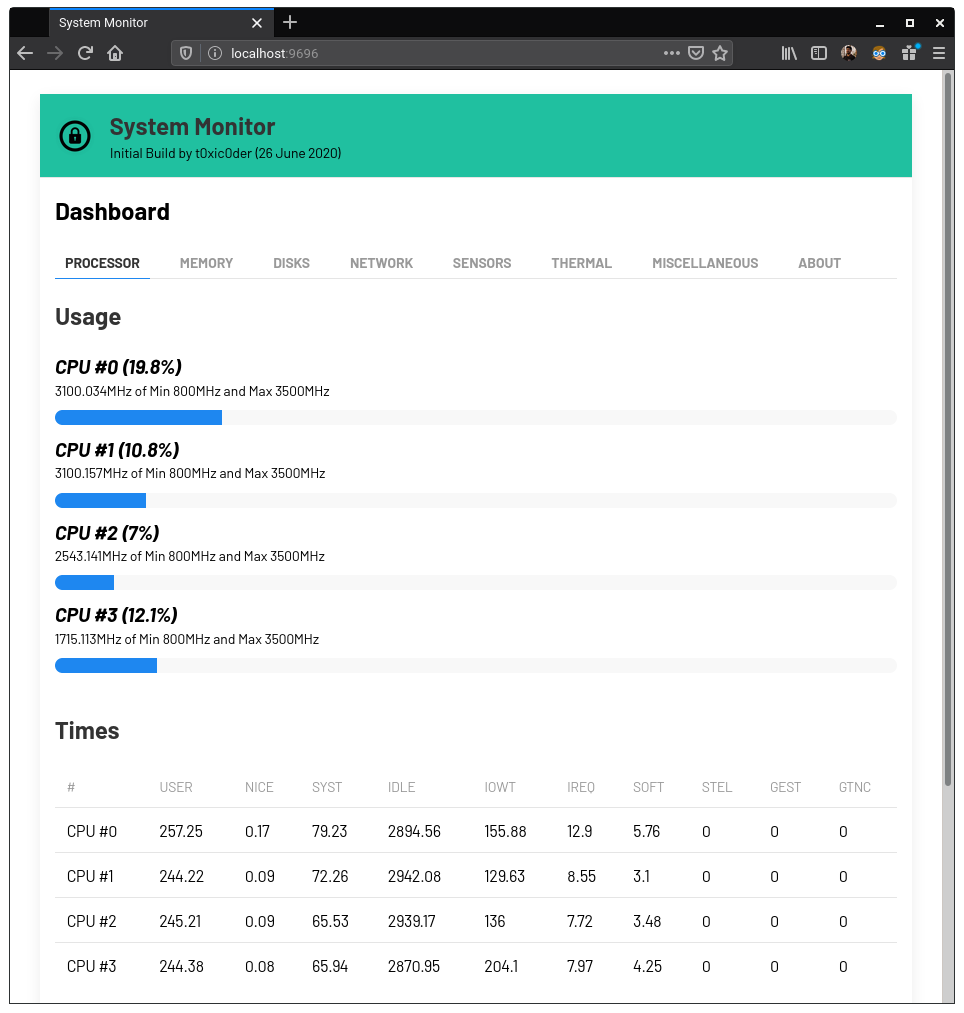 System Monitor
localhost:9696
System Monitor
Initial Build by t0xic0der (26 June 2020)
Dashboard
PROCESSOR MEMORY DISKS NETWORK SENSORS THERMAL MISCELLANEOUS ABOUT
Usage
CPU #0 (19.8%)
3100.034MHz of Min 800MHz and Max 3500MHz
CPU #1 (10.8%)
3100.157MHz of Min 800MHz and Max 3500MHz
CPU #2 (7%)
2543.141MHz of Min 800MHz and Max 3500MHz
CPU #3 (12.1%)
1715.113MHz of Min 800MHz and Max 3500MHz
Times
# USER NICE SYST IDLE IOWT IREQ SOFT STEL GEST GTNC
CPU #0 257.25 0.17 79.23 2894.56 155.88 12.9 5.76 0 0 0
CPU #1 244.22 0.09 72.26 2942.08 129.63 8.55 3.1 0 0 0
CPU #2 245.21 0.09 65.53 2939.17 136 7.72 3.48 0 0 0
CPU #3 244.38 0.08 65.94 2870.95 204.1 7.97 4.25 0 0 0